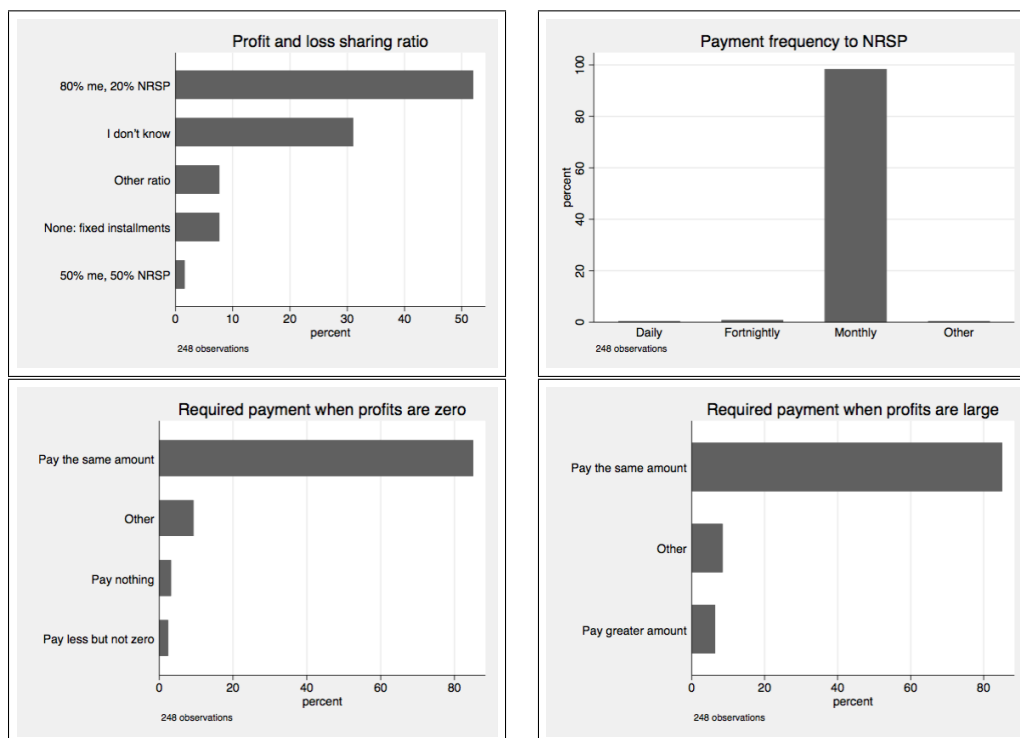 Profit and loss sharing ratio
80% me, 20% NRSP
I don't know
Other ratio
None: fixed installments
50% me, 50% NRSP
0 10 20 30 40 50
percent
248 observations
Payment frequency to NRSP
percent
100
80
60
40
20
0
Daily Fortnightly Monthly Other
248 observations
Required payment when profits are zero
Pay the same amount
Other
Pay nothing
Pay less but not zero
0 20 40 60 80
percent
248 observations
Required payment when profits are large
Pay the same amount
Other
Pay greater amount
0 20 40 60 80
percent
248 observations